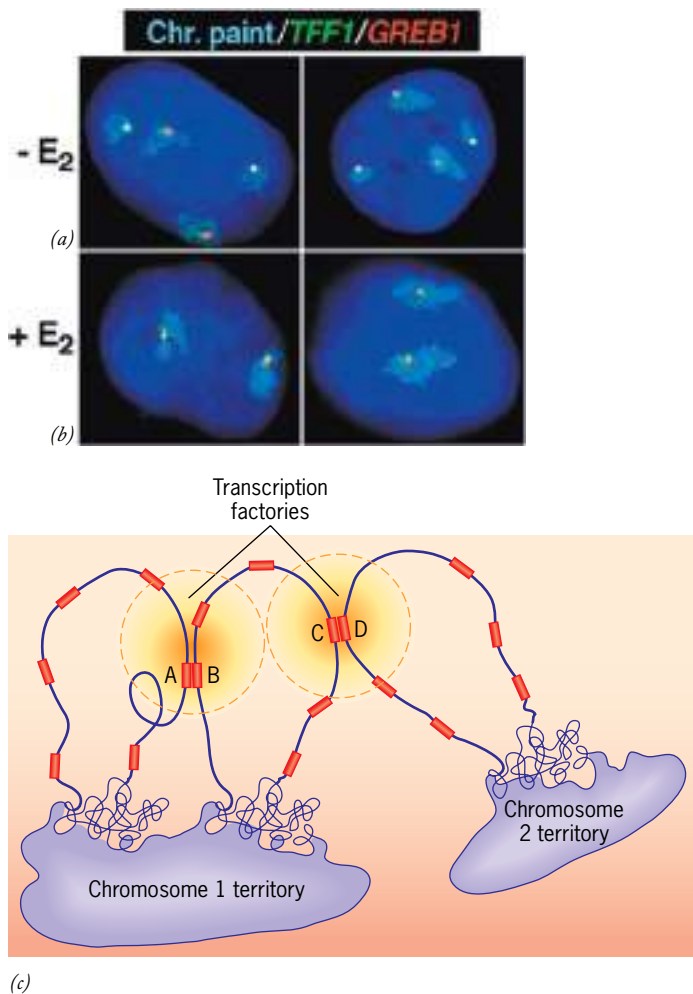 Chr. paint/TFF1/GREB1
- E2
(a)
+ E2
(b)
Transcription
factories
A
B
C
D
Chromosome 1 territory
Chromosome
2 territory
(c)